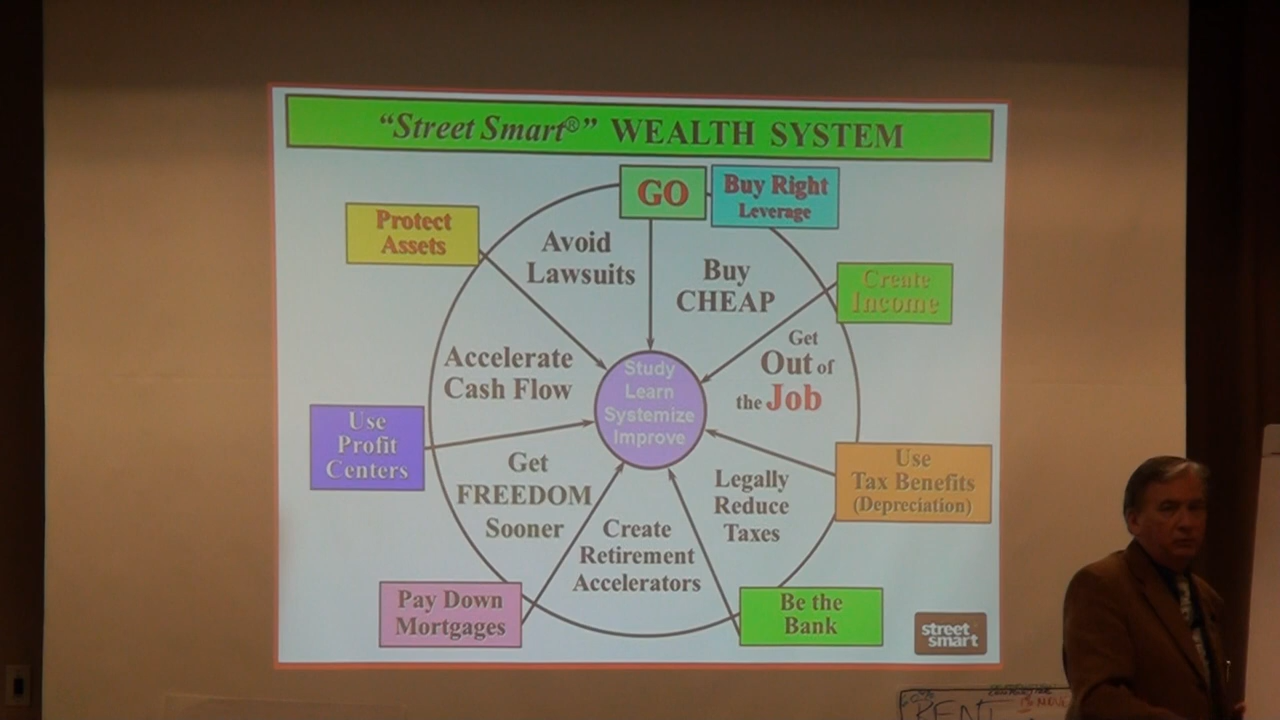 “Street Smart®” WEALTH SYSTEM
GO
Buy Right
Leverage
Protect
Assets
Avoid
Lawsuits
Buy
CHEAP
Create
Income
Get
Out of
the Job
Accelerate
Cash Flow
Study
Learn
Systemize
Improve
Use
Profit
Centers
Get
FREEDOM
Sooner
Legally
Reduce
Taxes
Use
Tax Benefits
(Depreciation)
Create
Retirement
Accelerators
Pay Down
Mortgages
Be the
Bank
street
smart
RENT